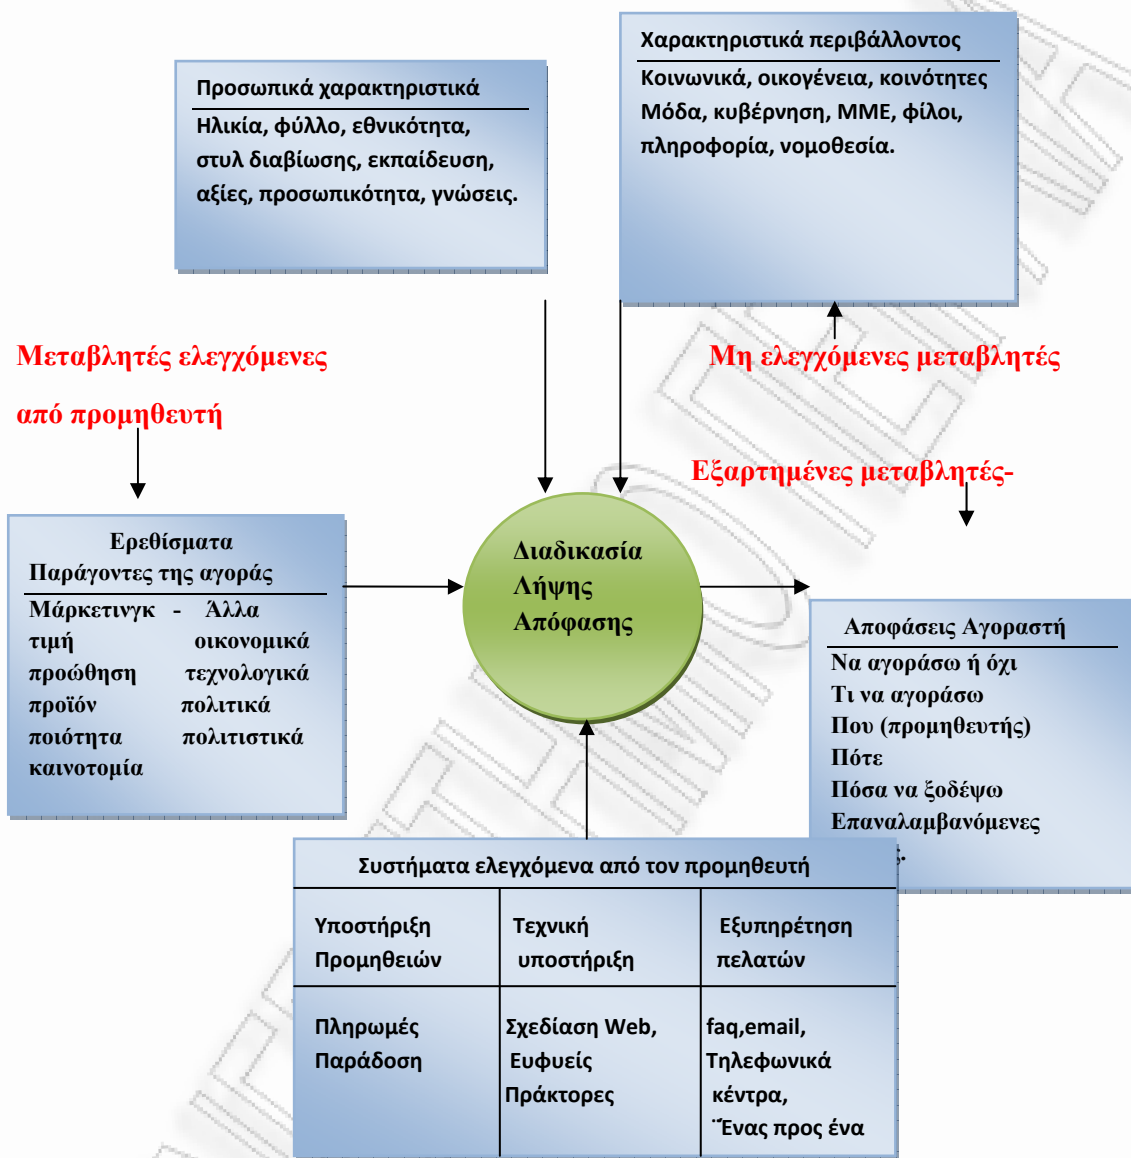 Προσωπικά χαρακτηριστικά
Ηλικία, φύλλο, εθνικότητα,
στυλ διαβίωσης, εκπαίδευση,
αξίες, προσωπικότητα, γνώσεις.
Χαρακτηριστικά περιβάλλοντος
Κοινωνικά, οικογένεια, κοινότητες
Μόδα, κυβέρνηση, ΜΜΕ, φίλοι,
πληροφορία, νομοθεσία.
Μεταβλητές ελεγχόμενες
από προμηθευτή
Μη ελεγχόμενες μεταβλητές
Εξαρτημένες μεταβλητές-
Ερεθίσματα
Παράγοντες της αγοράς
Μάρκετινγκ - Άλλα
τιμή οικονομικά
προώθηση τεχνολογικά
προϊόν πολιτικά
ποιότητα πολιτιστικά
καινοτομία
Διαδικασία
Λήψης
Απόφασης
Αποφάσεις Αγοραστή
Να αγοράσω ή όχι
Τι να αγοράσω
Που (προμηθευτής)
Πότε
Πόσα να ξοδέψω
Επαναλαμβανόμενες
Συστήματα ελεγχόμενα από τον προμηθευτή
Υποστήριξη
Προμηθειών
Τεχνική
υποστήριξη
Εξυπηρέτηση
πελατών
Πληρωμές
Παράδοση
Σχεδίαση Web,
Ευφυείς
Πράκτορες
faq,email,
Τηλεφωνικά
κέντρα,
¨Ένας προς ένα